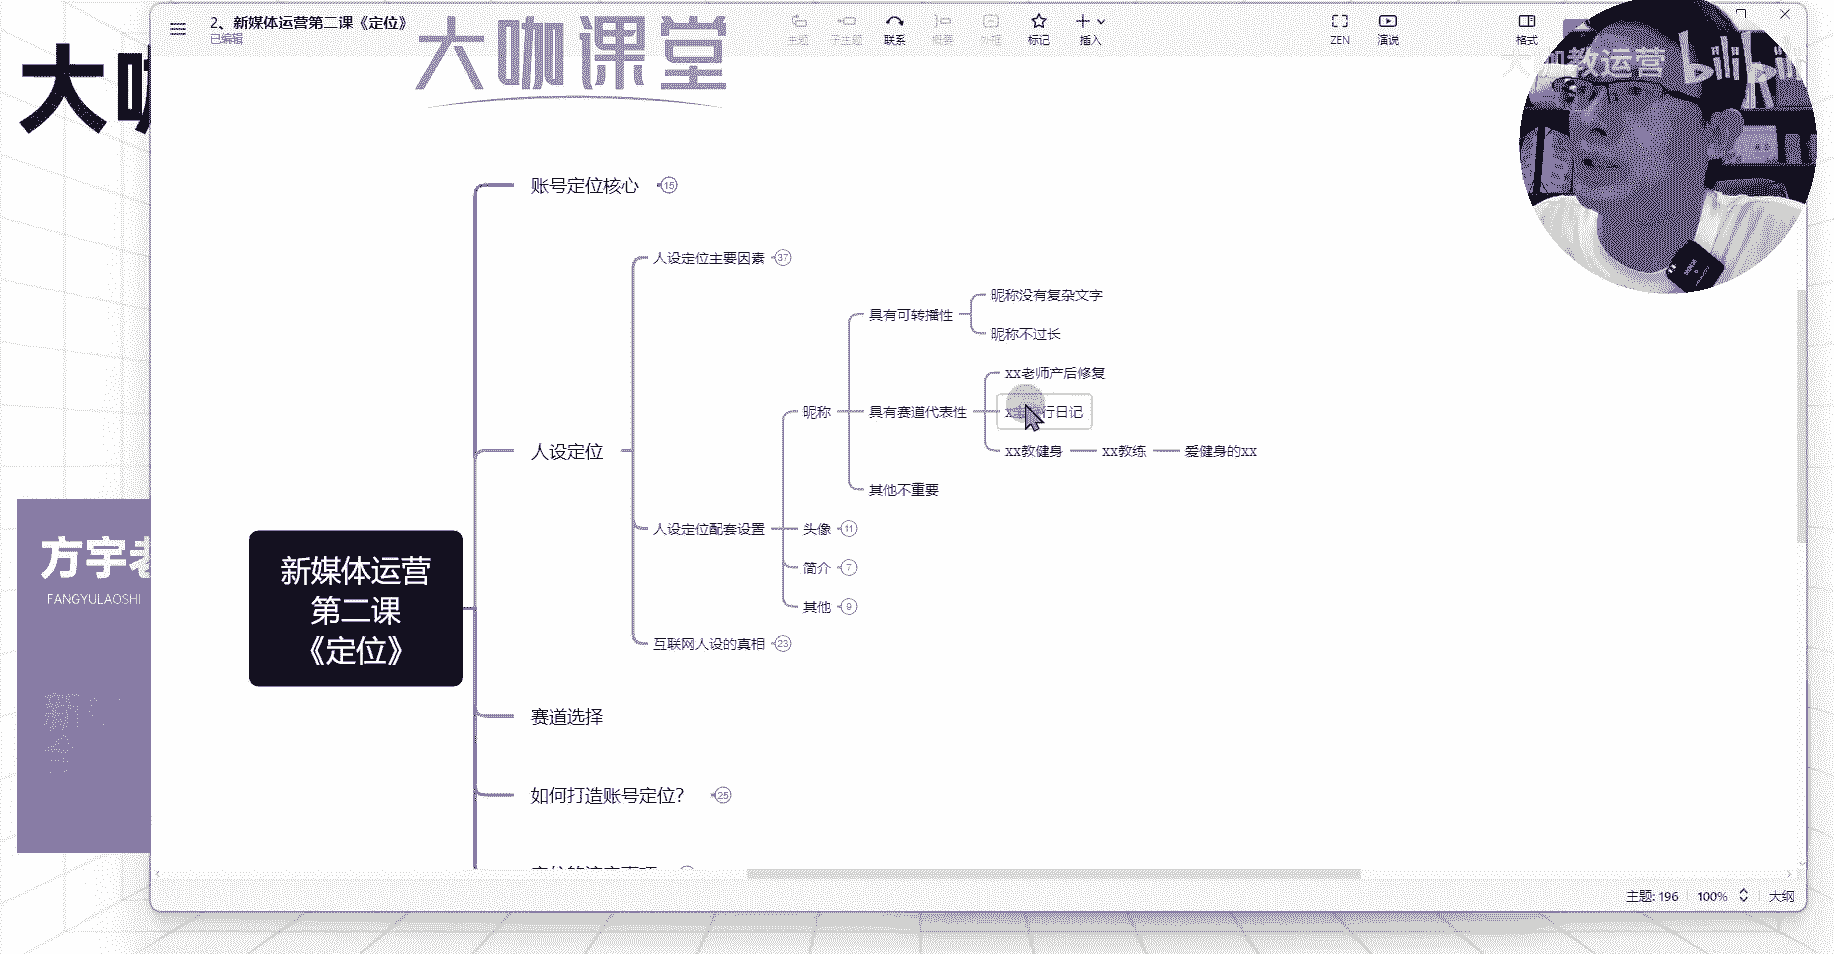 2、新媒体运营第二课《定位》
已编辑
主题
子主题
联系
概要
外框
标记
插入
ZEN
演说
格式
大咖课堂
大咖教运营
bilibili
大咖
账号定位核心
15
人设定位主要因素
37
昵称没有复杂文字
具有可转播性
昵称不过长
xx老师产后修复
昵称
具有赛道代表性
行日记
人设定位
xx教健身
xx教练
爱健身的xx
其他不重要
人设定位配套设置
头像
11
简介
7
其他
9
互联网人设的真相
23
新媒体运营
第二课
《定位》
方宇老
FANGYULAOSHI
赛道选择
如何打造账号定位？
25
主题: 196
100%
大纲